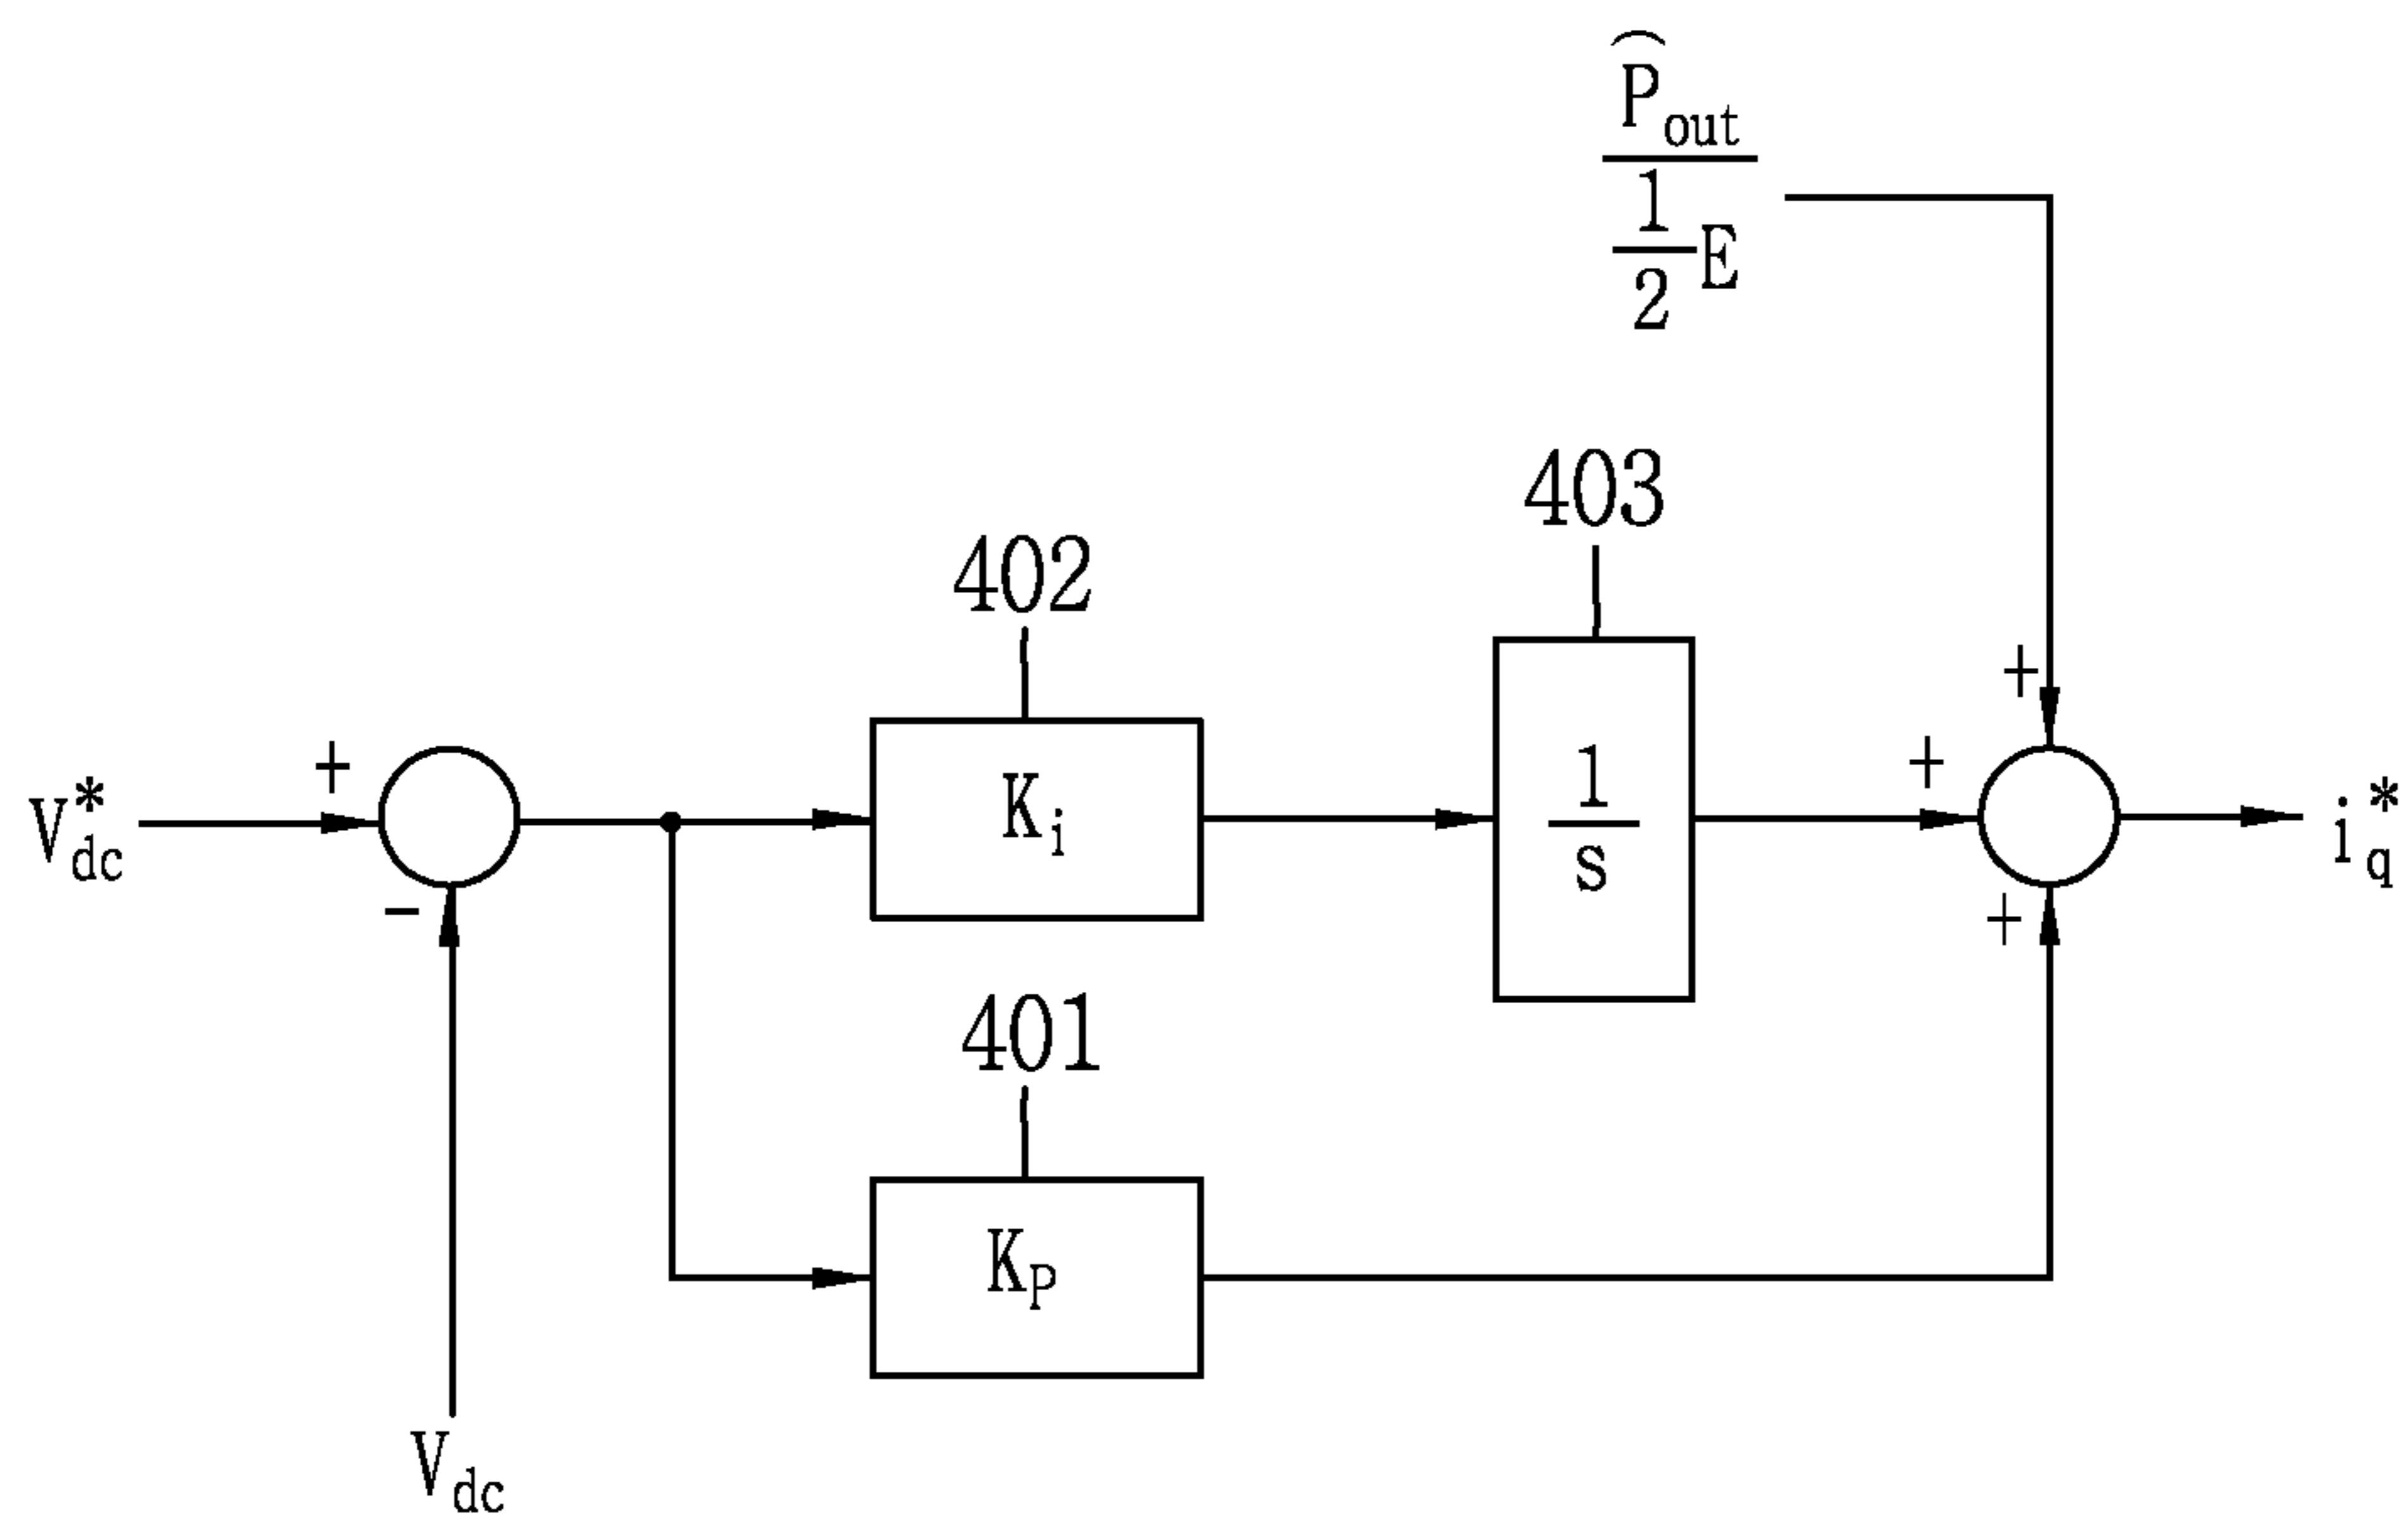 P̂out
1
2
E
403
402
+
+
+
V*dc
Ki
1
s
i*q
-
+
401
KP
Vdc